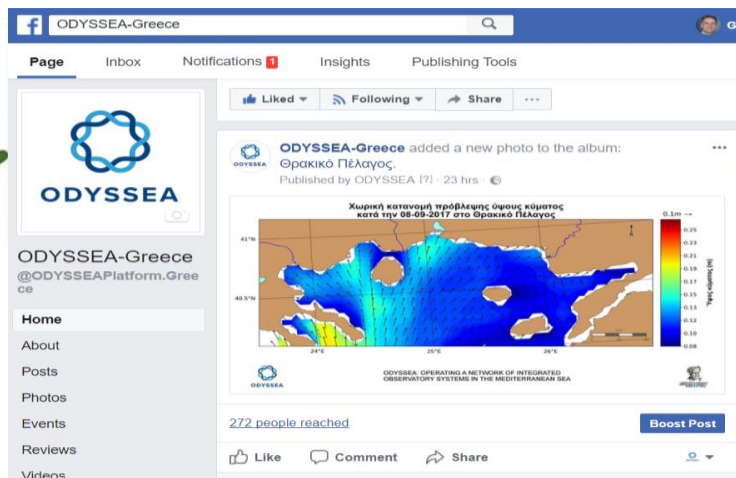 ODYSSEA-Greece
G
Page Inbox Notifications 1 Insights Publishing Tools
ODYSSEA
ODYSSEA-Greece
@ODYSSEAPlatform.Gree
ce
Home
About
Posts
Photos
Events
Reviews
Videos
Liked Following Share
ODYSSEA
ODYSSEA-Greece added a new photo to the album:
Θρακικό Πέλαγος.
Published by ODYSSEA [?] · 23 hrs ·
Χωρική κατανομή πρόβλεψης ύψους κύματος
κατά την 08-09-2017 στο Θρακικό Πέλαγος
0.1m
41°N
40.5°N
24°E 25°E 26°E
0.25
0.23
0.19
0.17
0.15
0.13
0.12
0.10
0.08
Ύψος κύματος (m)
ODYSSEA
ODYSSEA: OPERATING A NETWORK OF INTEGRATED
OBSERVATORY SYSTEMS IN THE MEDITERRANEAN SEA
272 people reached
Boost Post
Like Comment Share